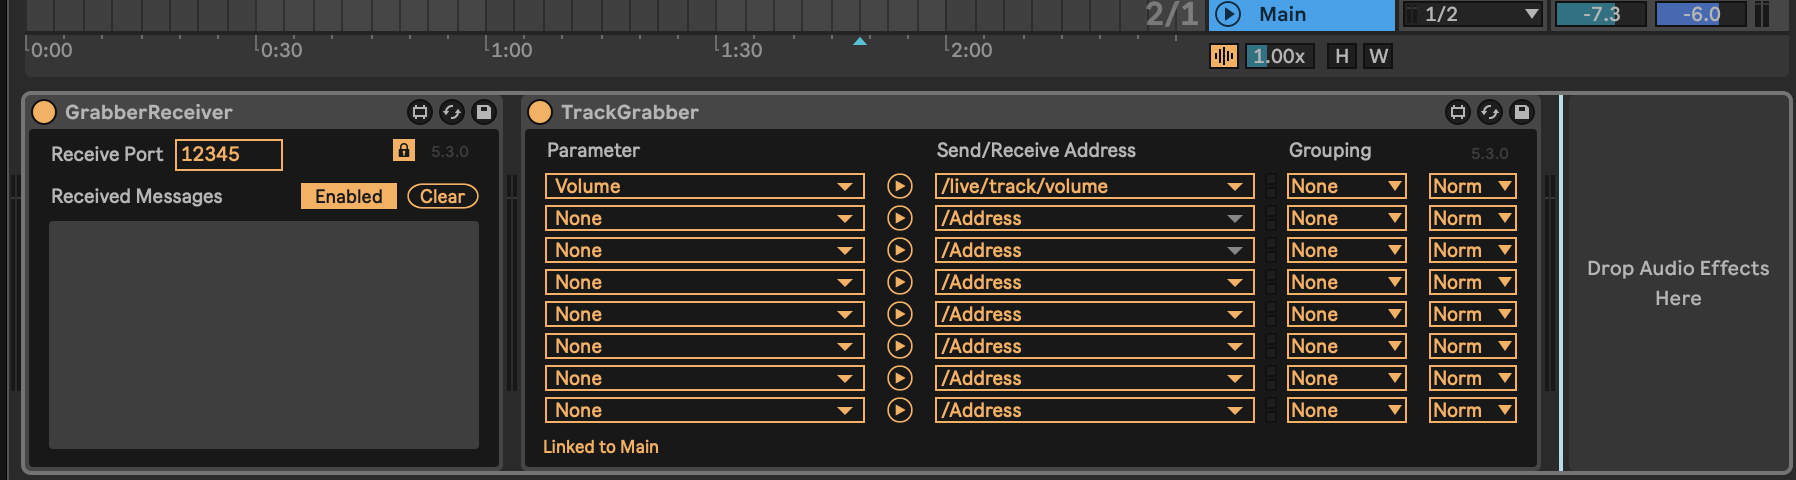 2/1 Main 1/2 -7.3 -6.0
0:00 0:30 1:00 1:30 2:00 1.00x H W
GrabberReceiver
Receive Port 12345 5.3.0
Received Messages Enabled Clear
TrackGrabber
Parameter Send/Receive Address Grouping 5.3.0
Volume /live/track/volume None Norm
None /Address None Norm
None /Address None Norm
None /Address None Norm
None /Address None Norm
None /Address None Norm
None /Address None Norm
None /Address None Norm
Linked to Main
Drop Audio Effects
Here